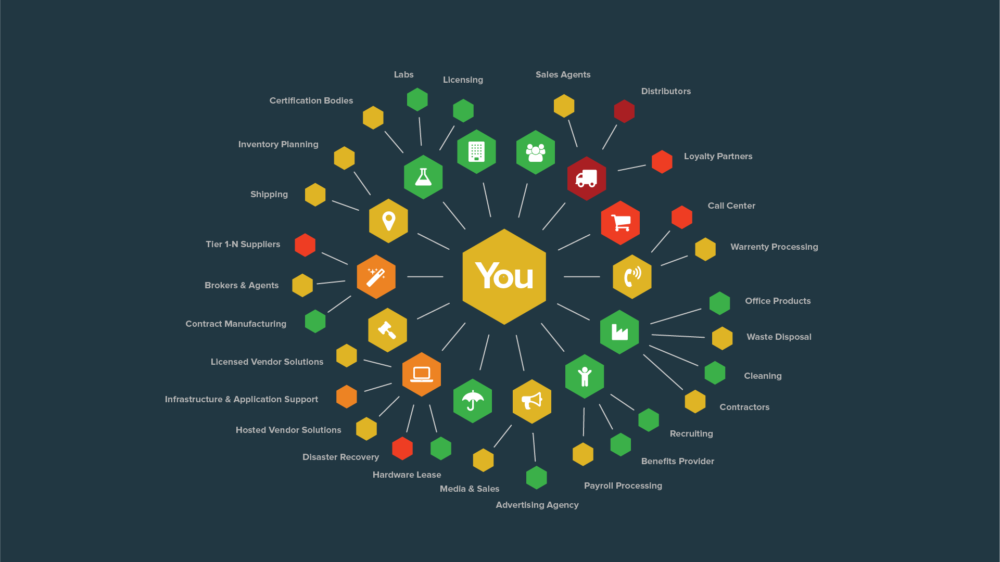 Labs
Sales Agents
Licensing
Distributors
Certification Bodies
Inventory Planning
Loyalty Partners
Shipping
Call Center
Tier 1-N Suppliers
Warrenty Processing
You
Brokers & Agents
Office Products
Contract Manufacturing
Waste Disposal
Licensed Vendor Solutions
Cleaning
Infrastructure & Application Support
Contractors
Hosted Vendor Solutions
Recruiting
Disaster Recovery
Benefits Provider
Hardware Lease
Payroll Processing
Media & Sales
Advertising Agency